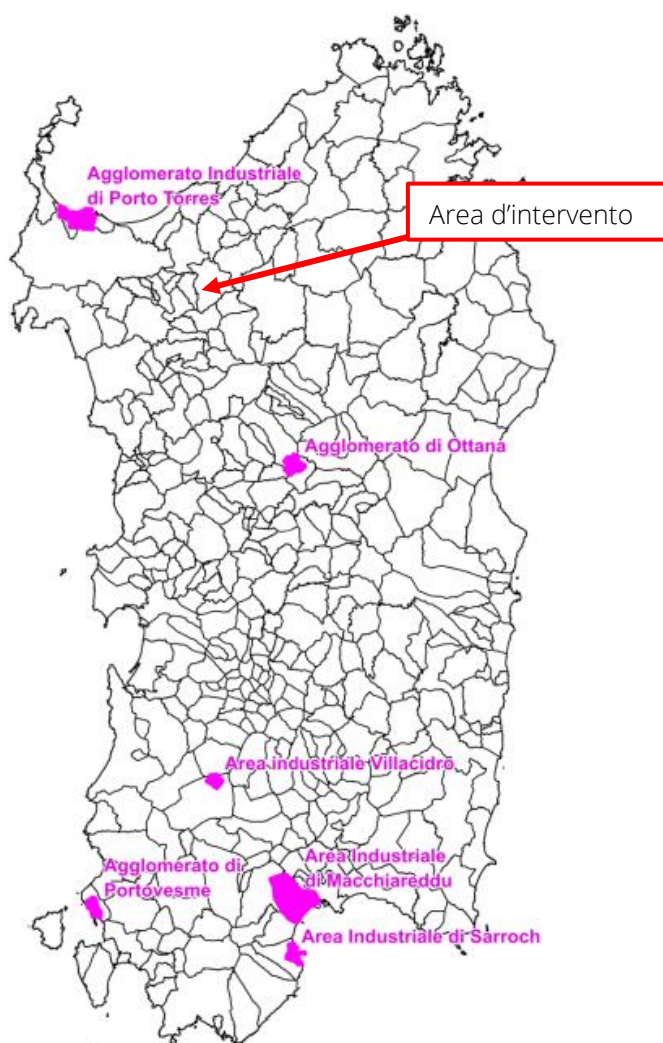 Agglomerato Industriale
di Porto Torres
Area d'intervento
Agglomerato di Ottana
Area industriale Villacidro
Area Industriale
di Macchiareddu
Agglomerato di
Portovesme
Area Industriale di Sarroch